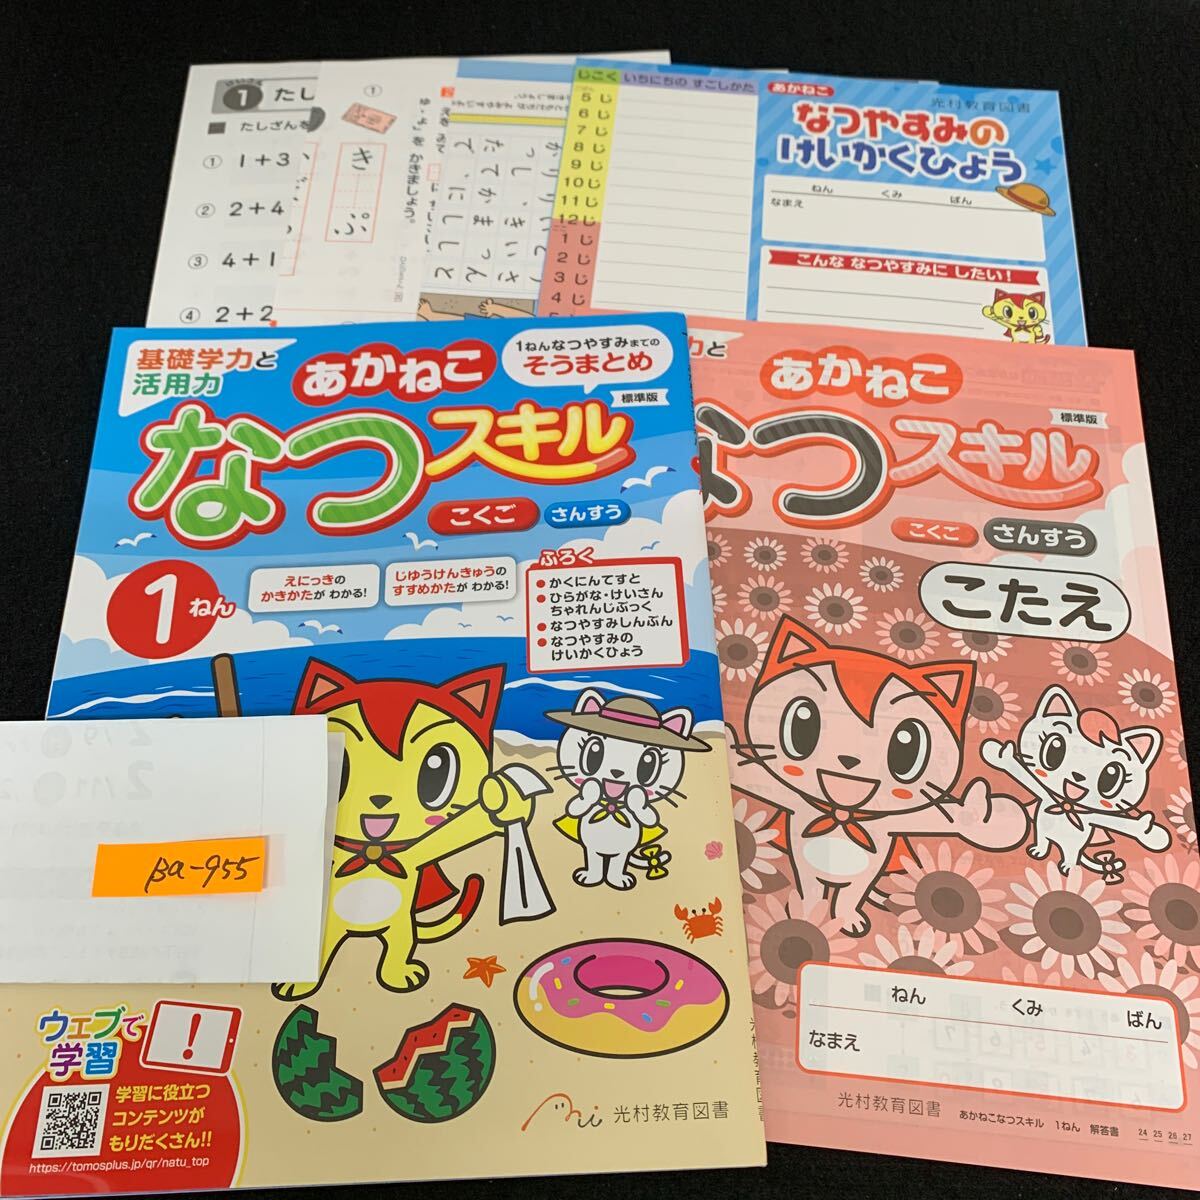 1 たし
たしざんを
① 1+3
② 2+4
③ 4+1
④ 2+2
①
き
ぷ
かきましょう。
じこく いちにちの すごしかた
5じ
6じ
7じ
8じ
9じ
10じ
11じ
12じ
1じ
2じ
3じ
4じ
あかねこ
光村教育図書
なつやすみの
けいかくひょう
ねん くみ ばん
なまえ
こんな なつやすみに したい!
基礎学力と
活用力
あかねこ
1ねんなつやすみまでの
そうまとめ
標準版
なつスキル
こくご さんすう
1ねん
えにっきの
かきかたが わかる!
じゆうけんきゅうの
すすめかたが わかる!
ふろく
●かくにんてすと
●ひらがな・けいさん
ちゃれんじぶっく
●なつやすみしんぶん
●なつやすみの
けいかくひょう
βa-955
ウェブで
学習
!
学習に役立つ
コンテンツが
もりだくさん!!
https://tomosplus.jp/qr/natu_top
光村教育図書
力と
あかねこ
標準版
なつスキル
こくご さんすう
こたえ
ねん くみ ばん
なまえ
光村教育図書
あかねこなつスキル 1ねん 解答書
24 25 26 27